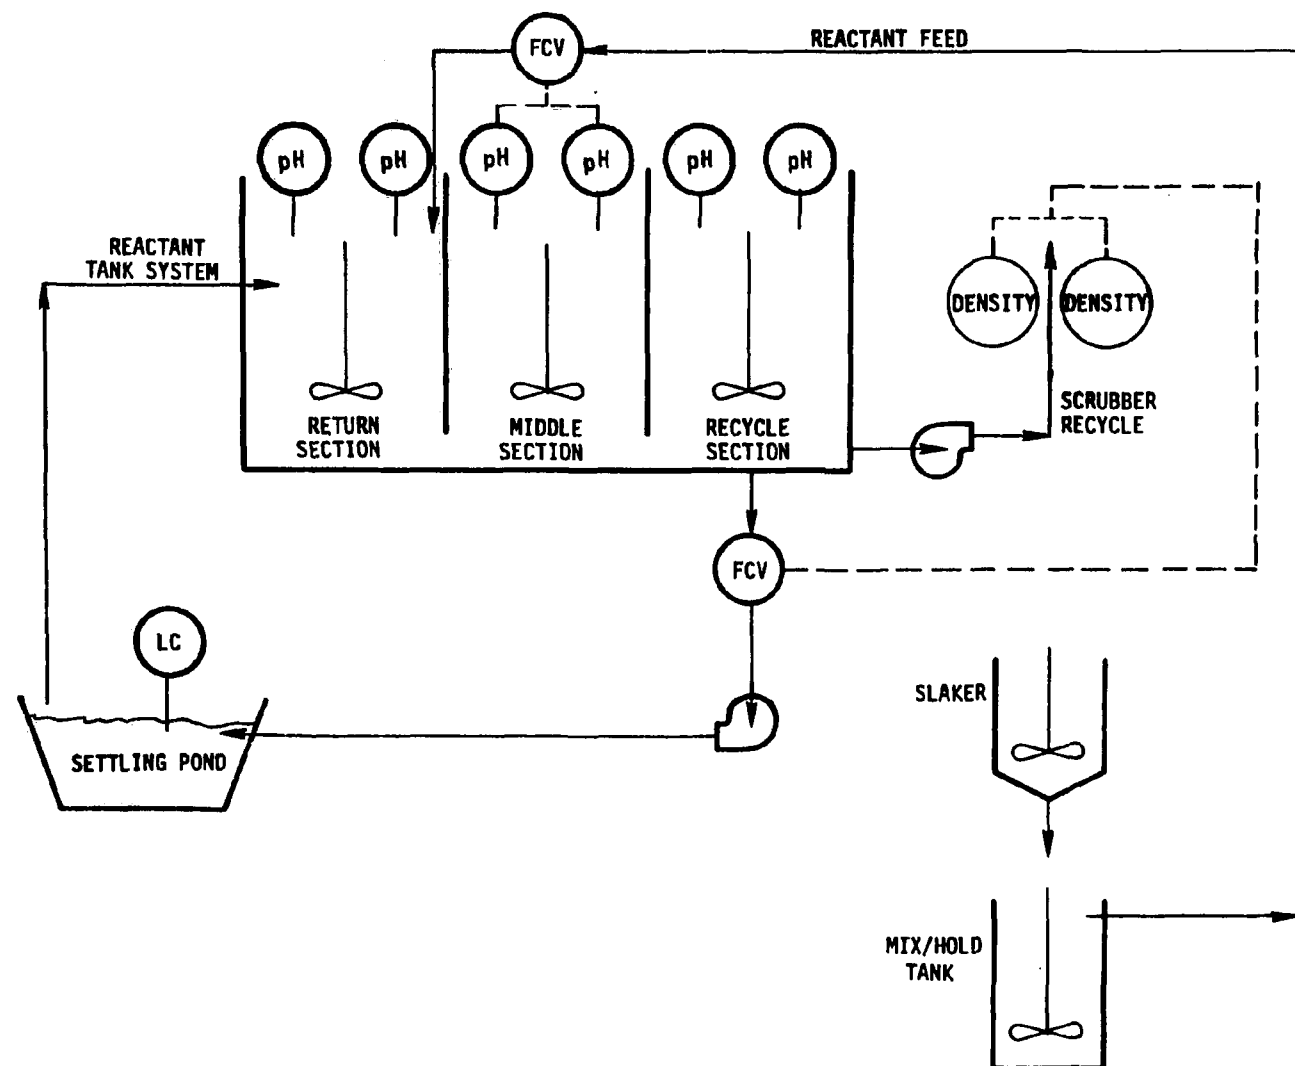 FCV
REACTANT FEED
pH
pH
pH
pH
pH
pH
REACTANT
TANK SYSTEM
DENSITY
DENSITY
RETURN
SECTION
MIDDLE
SECTION
RECYCLE
SECTION
SCRUBBER
RECYCLE
FCV
LC
SETTLING POND
SLAKER
MIX/HOLD
TANK